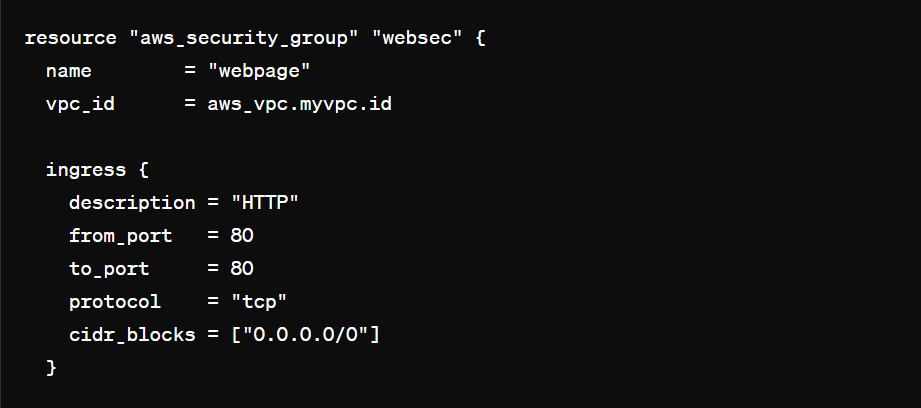 resource "aws_security_group" "websec" {
  name        = "webpage"
  vpc_id      = aws_vpc.myvpc.id

  ingress {
    description = "HTTP"
    from_port   = 80
    to_port     = 80
    protocol    = "tcp"
    cidr_blocks = ["0.0.0.0/0"]
  }